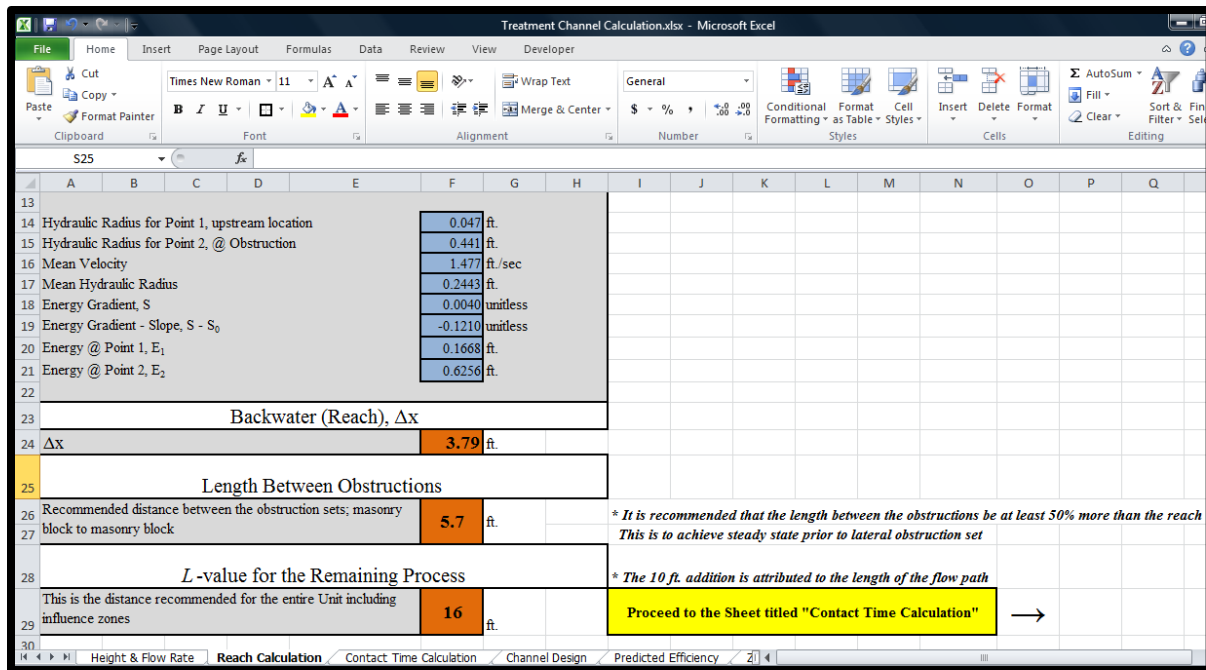 Treatment Channel Calculation.xlsx - Microsoft Excel
File Home Insert Page Layout Formulas Data Review View Developer
Cut
Copy
Format Painter
Paste
Clipboard
Times New Roman 11 A A
B I U A
Font
Wrap Text
Merge & Center
Alignment
General
$ % , .0 .00 .00 .0
Number
Conditional Formatting
Format as Table
Cell Styles
Styles
Insert Delete Format
Cells
Σ AutoSum
Fill
Clear
Sort & Filter
Editing
S25 fx
A B C D E F G H I J K L M N O P Q
13
14 Hydraulic Radius for Point 1, upstream location 0.047 ft.
15 Hydraulic Radius for Point 2, @ Obstruction 0.441 ft.
16 Mean Velocity 1.477 ft./sec
17 Mean Hydraulic Radius 0.2443 ft.
18 Energy Gradient, S 0.0040 unitless
19 Energy Gradient - Slope, S - S₀ -0.1210 unitless
20 Energy @ Point 1, E₁ 0.1668 ft.
21 Energy @ Point 2, E₂ 0.6256 ft.
22
23 Backwater (Reach), Δx
24 Δx 3.79 ft.
25 Length Between Obstructions
26 Recommended distance between the obstruction sets; masonry
27 block to masonry block
5.7 ft.
* It is recommended that the length between the obstructions be at least 50% more than the reach
This is to achieve steady state prior to lateral obstruction set
28 L-value for the Remaining Process * The 10 ft. addition is attributed to the length of the flow path
This is the distance recommended for the entire Unit including
29 influence zones
16 ft.
Proceed to the Sheet titled "Contact Time Calculation" →
30
Height & Flow Rate Reach Calculation Contact Time Calculation Channel Design Predicted Efficiency